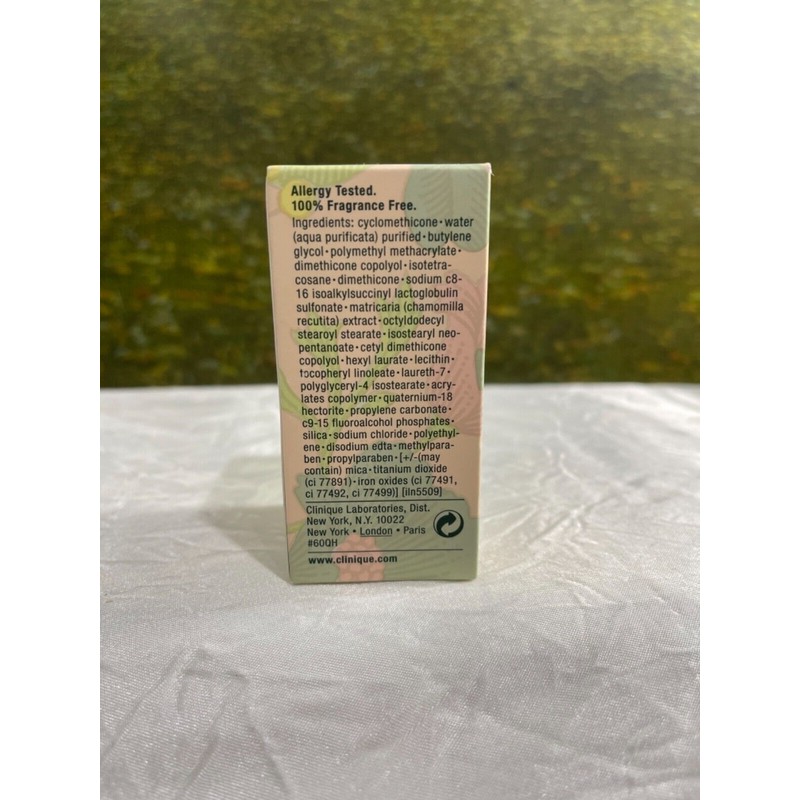 Allergy Tested.
100% Fragrance Free.
Ingredients: cyclomethicone•water
(aqua purificata) purified•butylene
glycol•polymethyl methacrylate•
dimethicone copolyol•isotetra-
cosane•dimethicone•sodium c8-
16 isoalkylsuccinyl lactoglobulin
sulfonate•matricaria (chamomilla
recutita) extract•octyldodecyl
stearoyl stearate•isostearyl neo-
pentanoate•cetyl dimethicone
copolyol•hexyl laurate•lecithin•
tocopheryl linoleate•laureth-7•
polyglyceryl-4 isostearate•acry-
lates copolymer•quaternium-18
hectorite•propylene carbonate•
c9-15 fluoroalcohol phosphates•
silica•sodium chloride•polyethyl-
ene•disodium edta•methylpara-
ben•propylparaben•[+/-(may
contain) mica•titanium dioxide
(ci 77891)•iron oxides (ci 77491,
ci 77492, ci 77499)] [iln5509]
Clinique Laboratories, Dist.
New York, N.Y. 10022
New York • London • Paris
#60QH
www.clinique.com